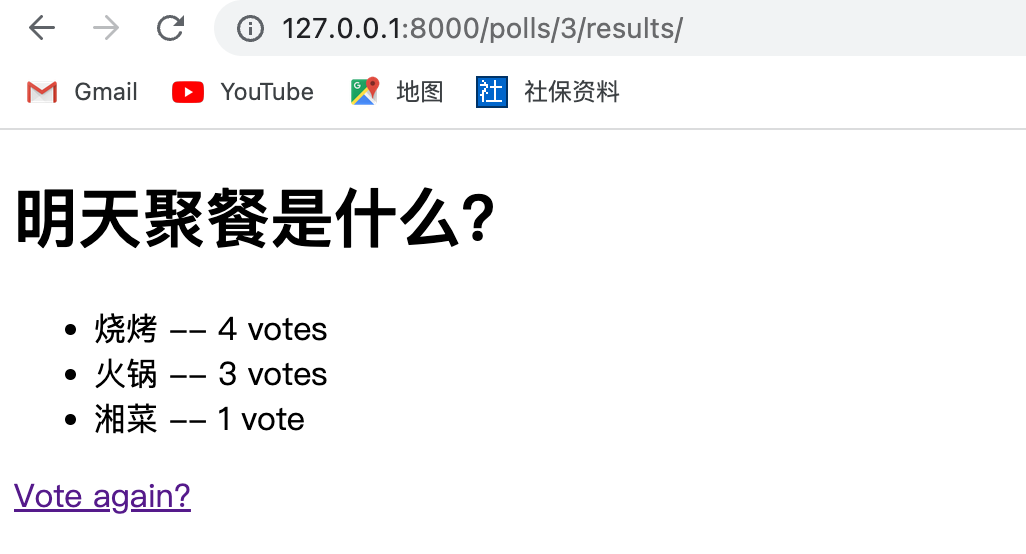 127.0.0.1:8000/polls/3/results/
Gmail YouTube 地图 社 社保资料
明天聚餐是什么?
烧烤 -- 4 votes
火锅 -- 3 votes
湘菜 -- 1 vote
Vote again?